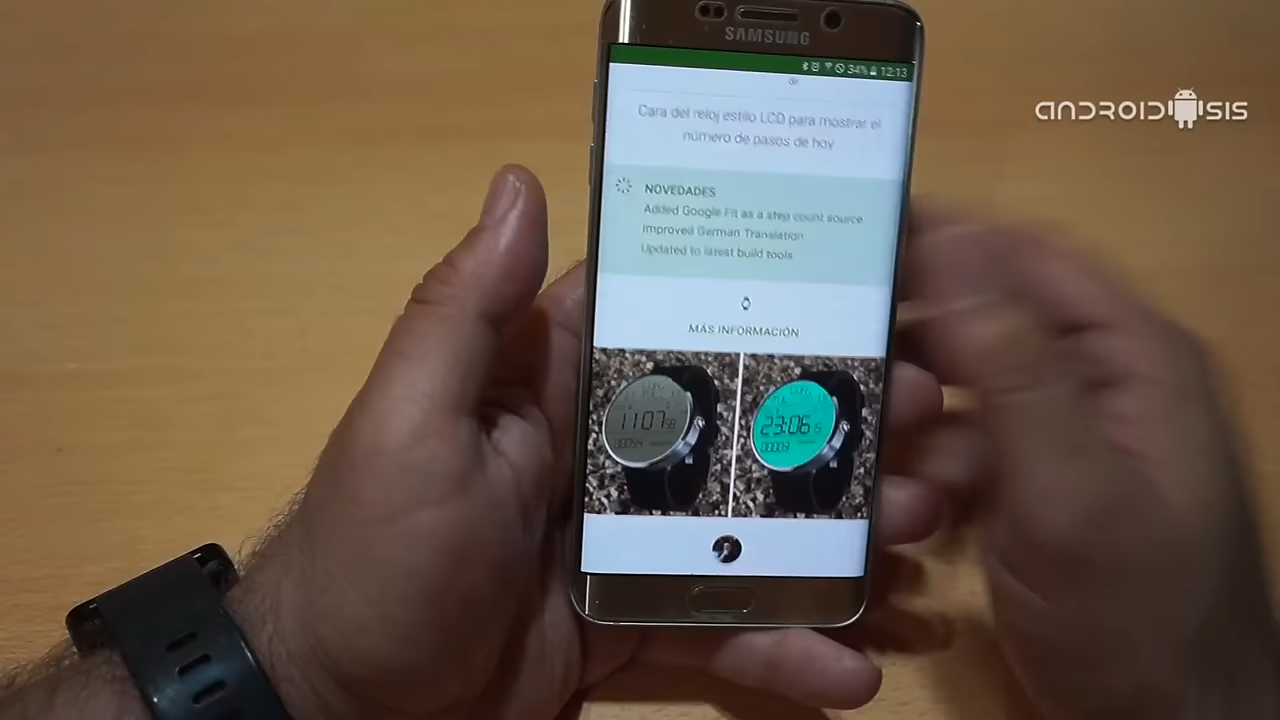 SAMSUNG
34% 12:13
de
Cara del reloj estilo LCD para mostrar el
número de pasos de hoy
NOVEDADES
Added Google Fit as a step count source
Improved German Translation
Updated to latest build tools
MÁS INFORMACIÓN
23:06
ANDROIDSIS